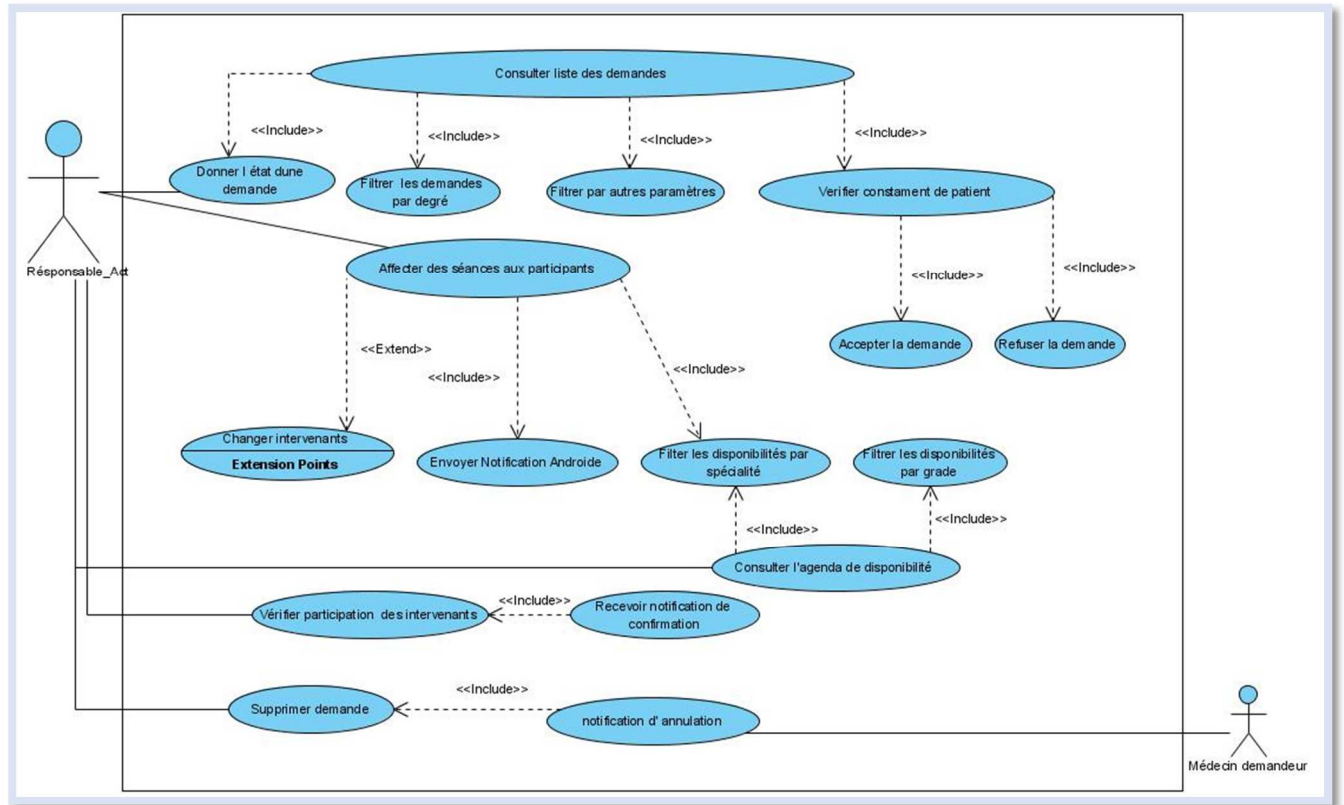 Consulter liste des demandes
<<Include>>
<<Include>>
<<Include>>
<<Include>>
Donner l état dune
demande
Filtrer les demandes
par degré
Filtrer par autres paramètres
Verifier constament de patient
Résponsable_Act
Affecter des séances aux participants
<<Include>>
<<Include>>
Accepter la demande
Refuser la demande
<<Extend>>
<<Include>>
<<Include>>
Changer intervenants
Extension Points
Envoyer Notification Androide
Filter les disponibilités par
spécialité
Filtrer les disponibilités
par grade
<<Include>>
<<Include>>
Consulter l'agenda de disponibilité
Vérifier participation des intervenants
<<Include>>
Recevoir notification de
confirmation
Supprimer demande
<<Include>>
notification d' annulation
Médecin demandeur